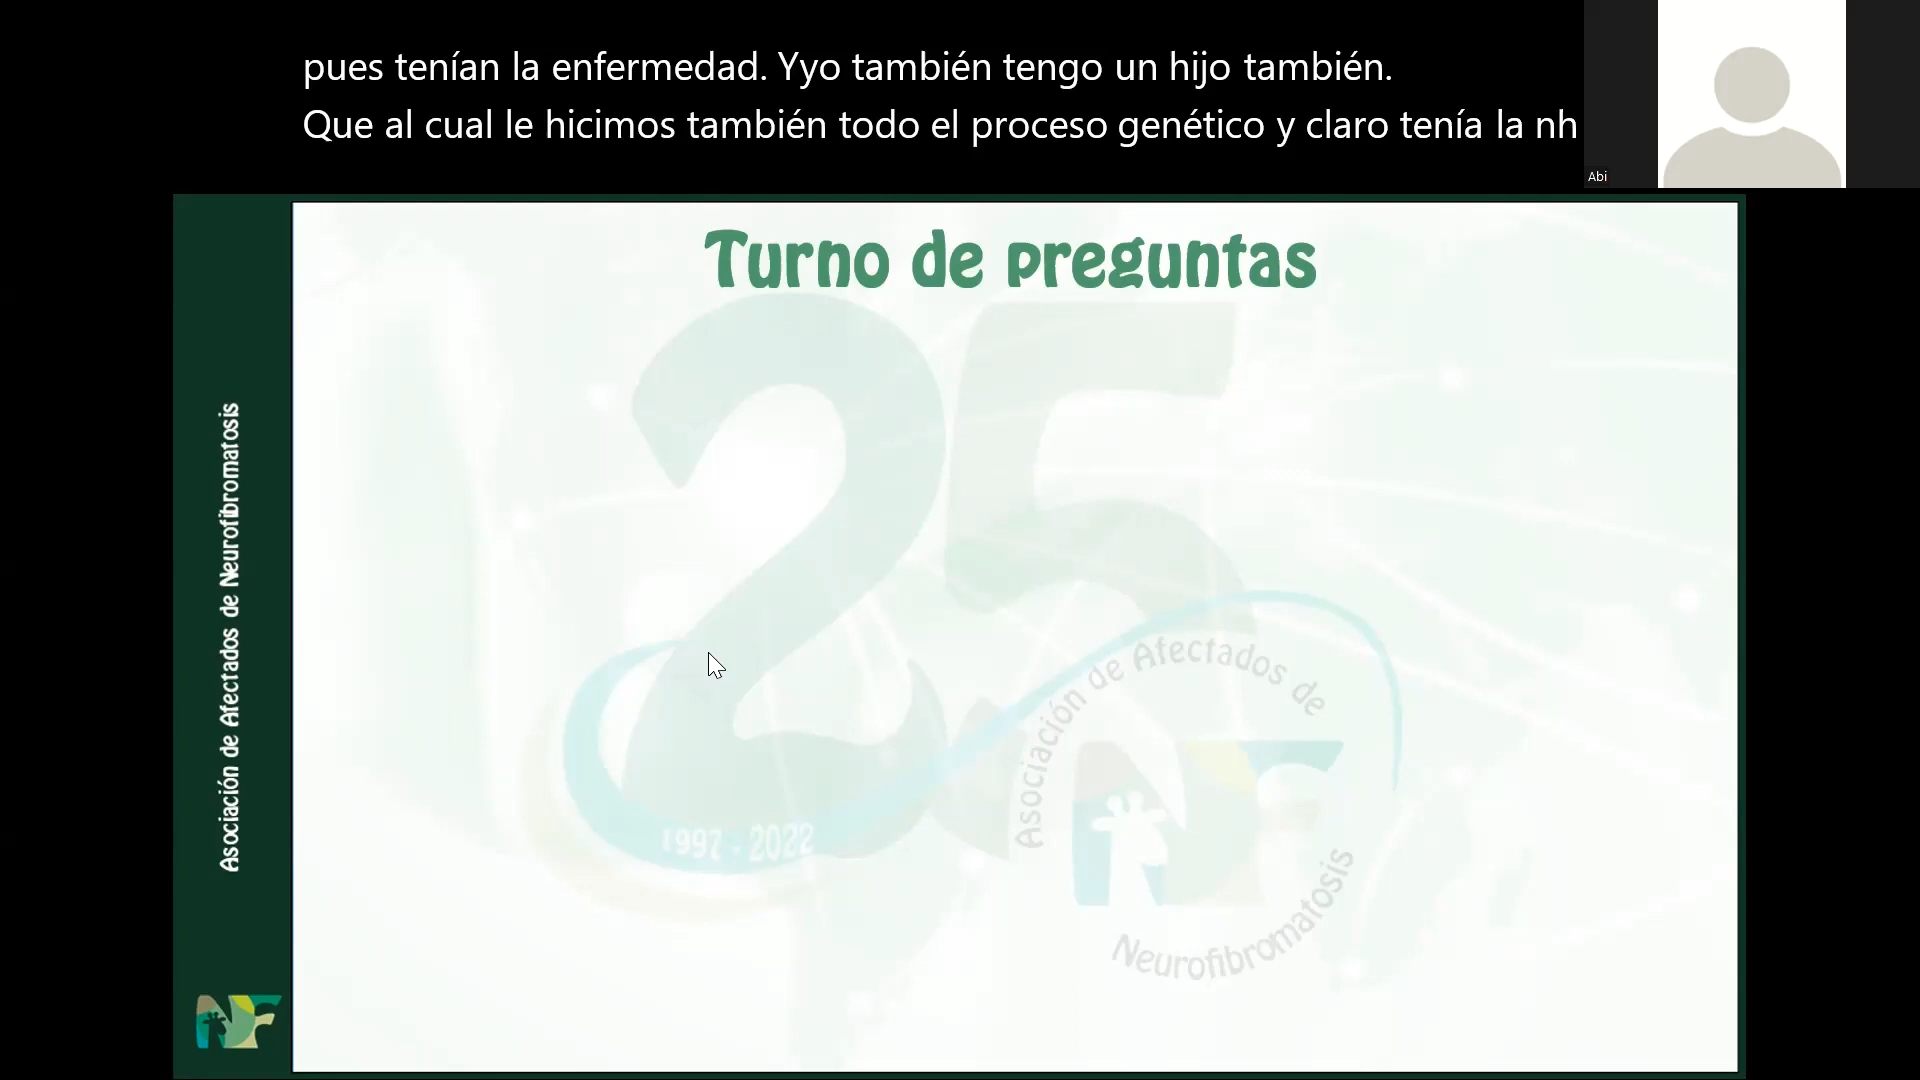 pues tenían la enfermedad. Yyo también tengo un hijo también.
Que al cual le hicimos también todo el proceso genético y claro tenía la nh
Abi
Turno de preguntas
Asociación de Afectados de Neurofibromatosis
25
1997 - 2022
Asociación de Afectados de
NF
Neurofibromatosis
NF